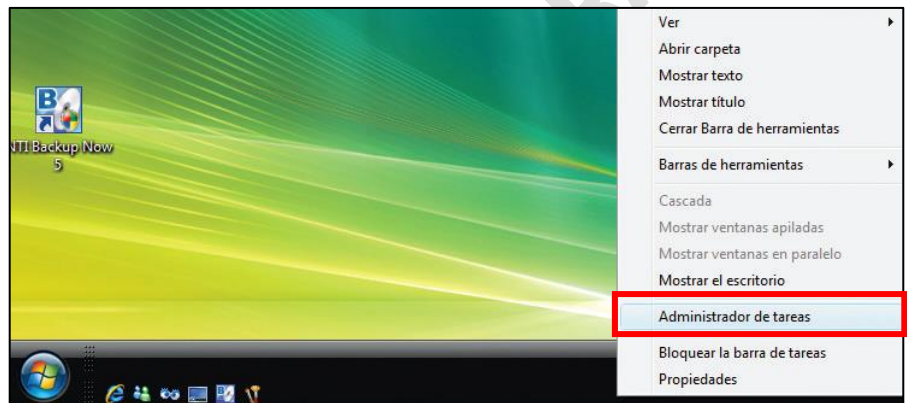 NTI Backup Now
5
Ver
Abrir carpeta
Mostrar texto
Mostrar título
Cerrar Barra de herramientas
Barras de herramientas
Cascada
Mostrar ventanas apiladas
Mostrar ventanas en paralelo
Mostrar el escritorio
Administrador de tareas
Bloquear la barra de tareas
Propiedades